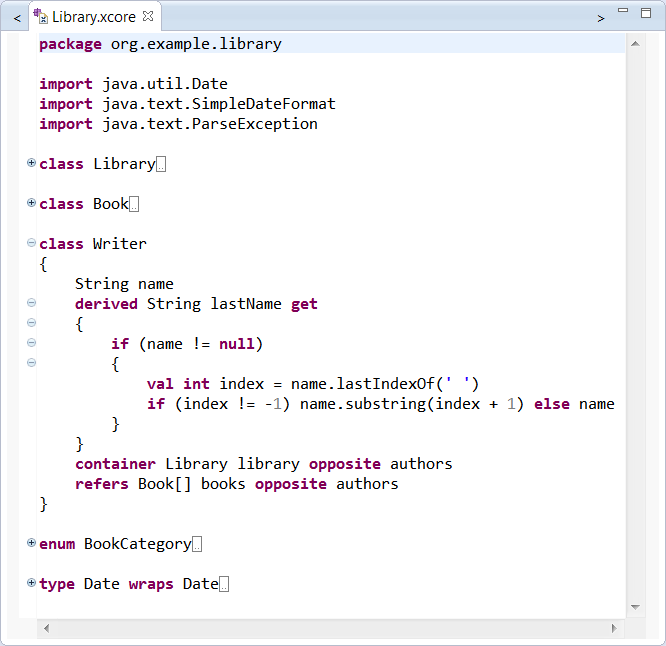 Library.xcore
package org.example.library
import java.util.Date
import java.text.SimpleDateFormat
import java.text.ParseException
class Library..
class Book..
class Writer
{
String name
derived String lastName get
{
if (name != null)
{
val int index = name.lastIndexOf(' ')
if (index != -1) name.substring(index + 1) else name
}
}
container Library library opposite authors
refers Book[] books opposite authors
}
enum BookCategory..
type Date wraps Date..